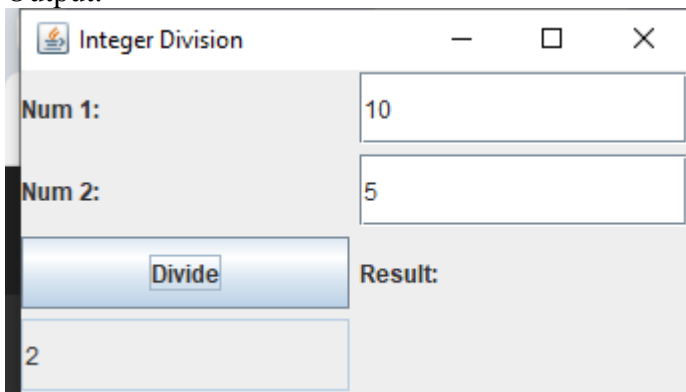 Output:
Integer Division
Num 1: 10
Num 2: 5
Divide Result:
2